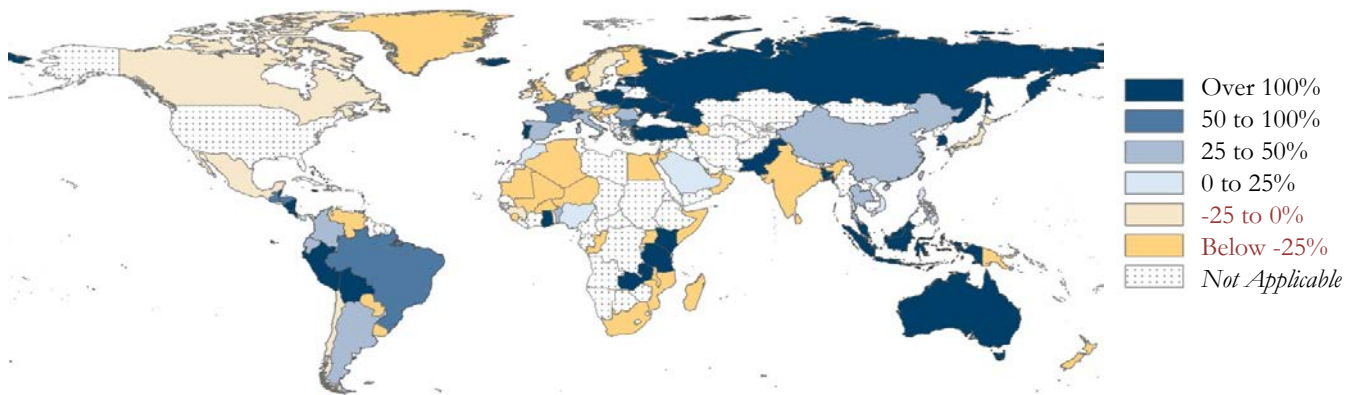 Over 100%
50 to 100%
25 to 50%
0 to 25%
-25 to 0%
Below -25%
Not Applicable